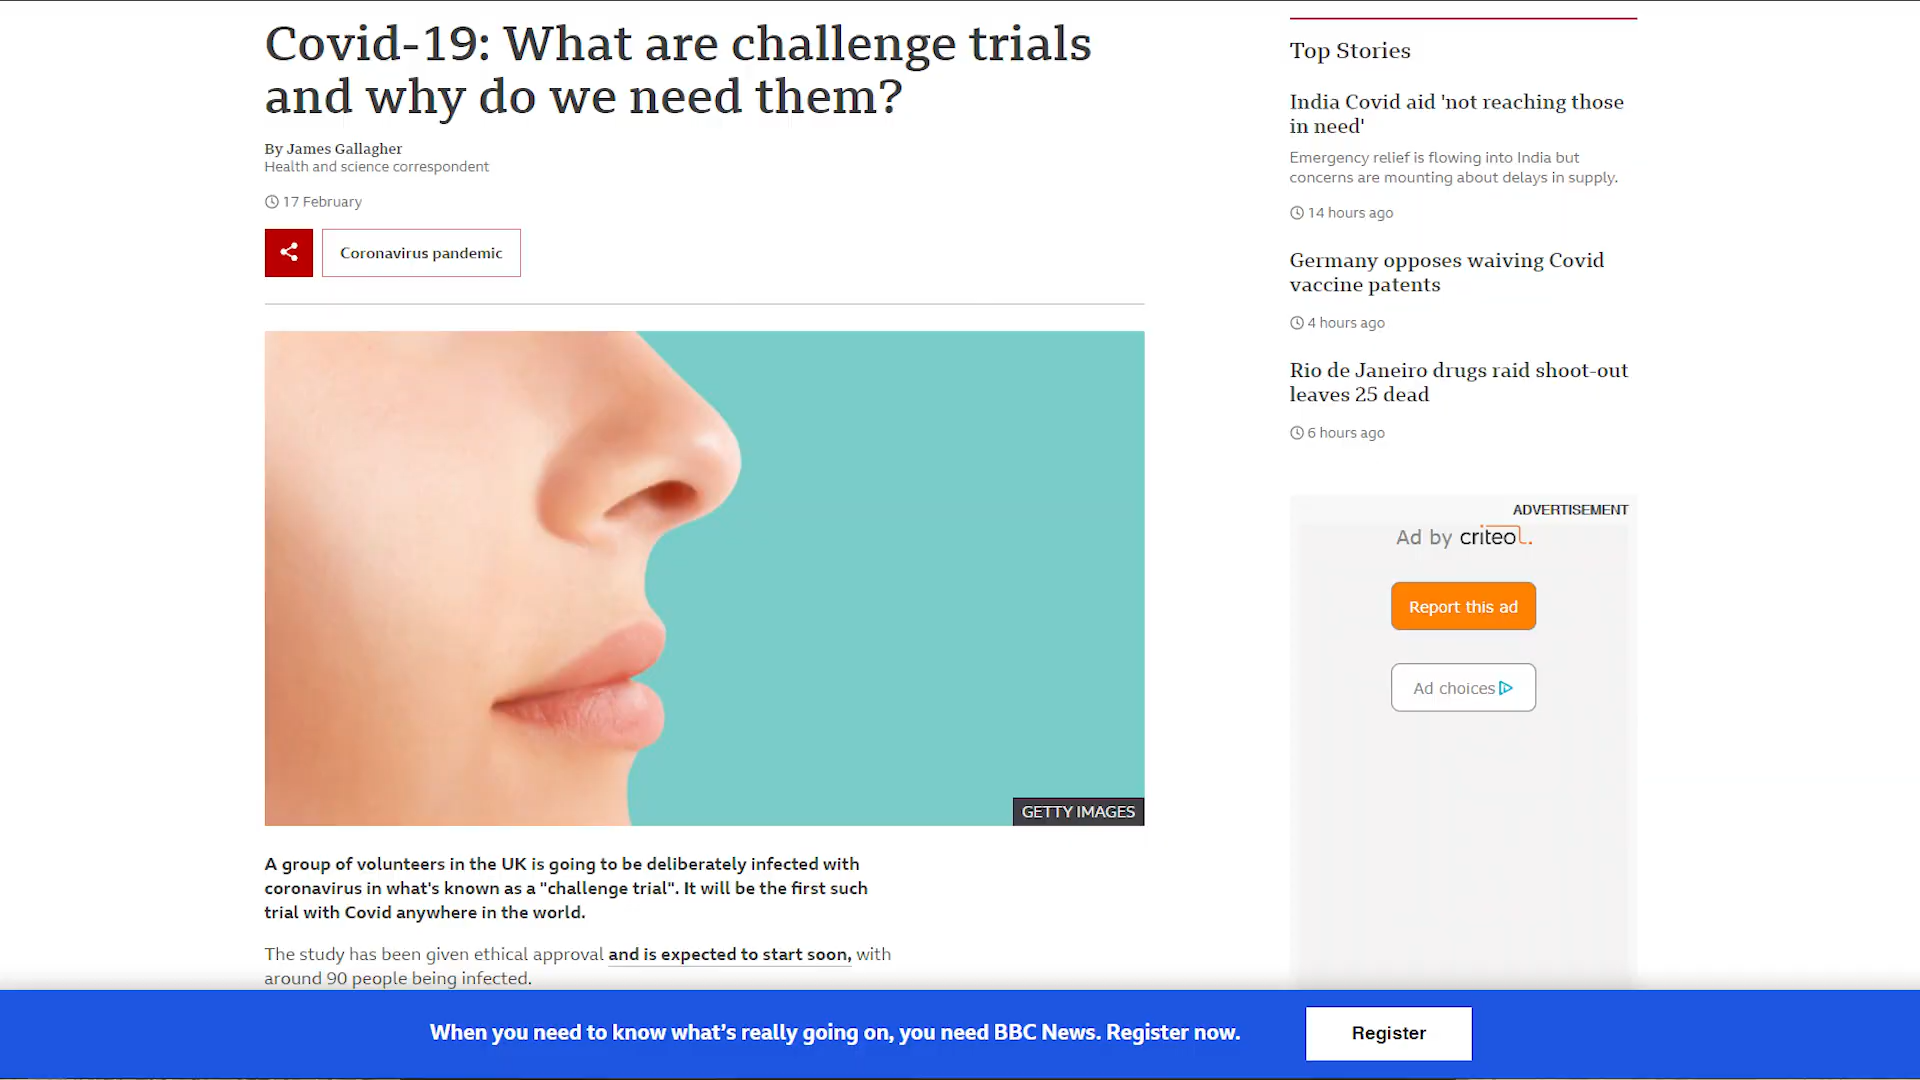 Covid-19: What are challenge trials
and why do we need them?
By James Gallagher
Health and science correspondent
17 February
Coronavirus pandemic
GETTY IMAGES
A group of volunteers in the UK is going to be deliberately infected with
coronavirus in what's known as a "challenge trial". It will be the first such
trial with Covid anywhere in the world.
The study has been given ethical approval and is expected to start soon, with
around 90 people being infected.
Top Stories
India Covid aid 'not reaching those
in need'
Emergency relief is flowing into India but
concerns are mounting about delays in supply.
14 hours ago
Germany opposes waiving Covid
vaccine patents
4 hours ago
Rio de Janeiro drugs raid shoot-out
leaves 25 dead
6 hours ago
ADVERTISEMENT
Ad by criteo
Report this ad
Ad choices
When you need to know what’s really going on, you need BBC News. Register now.
Register